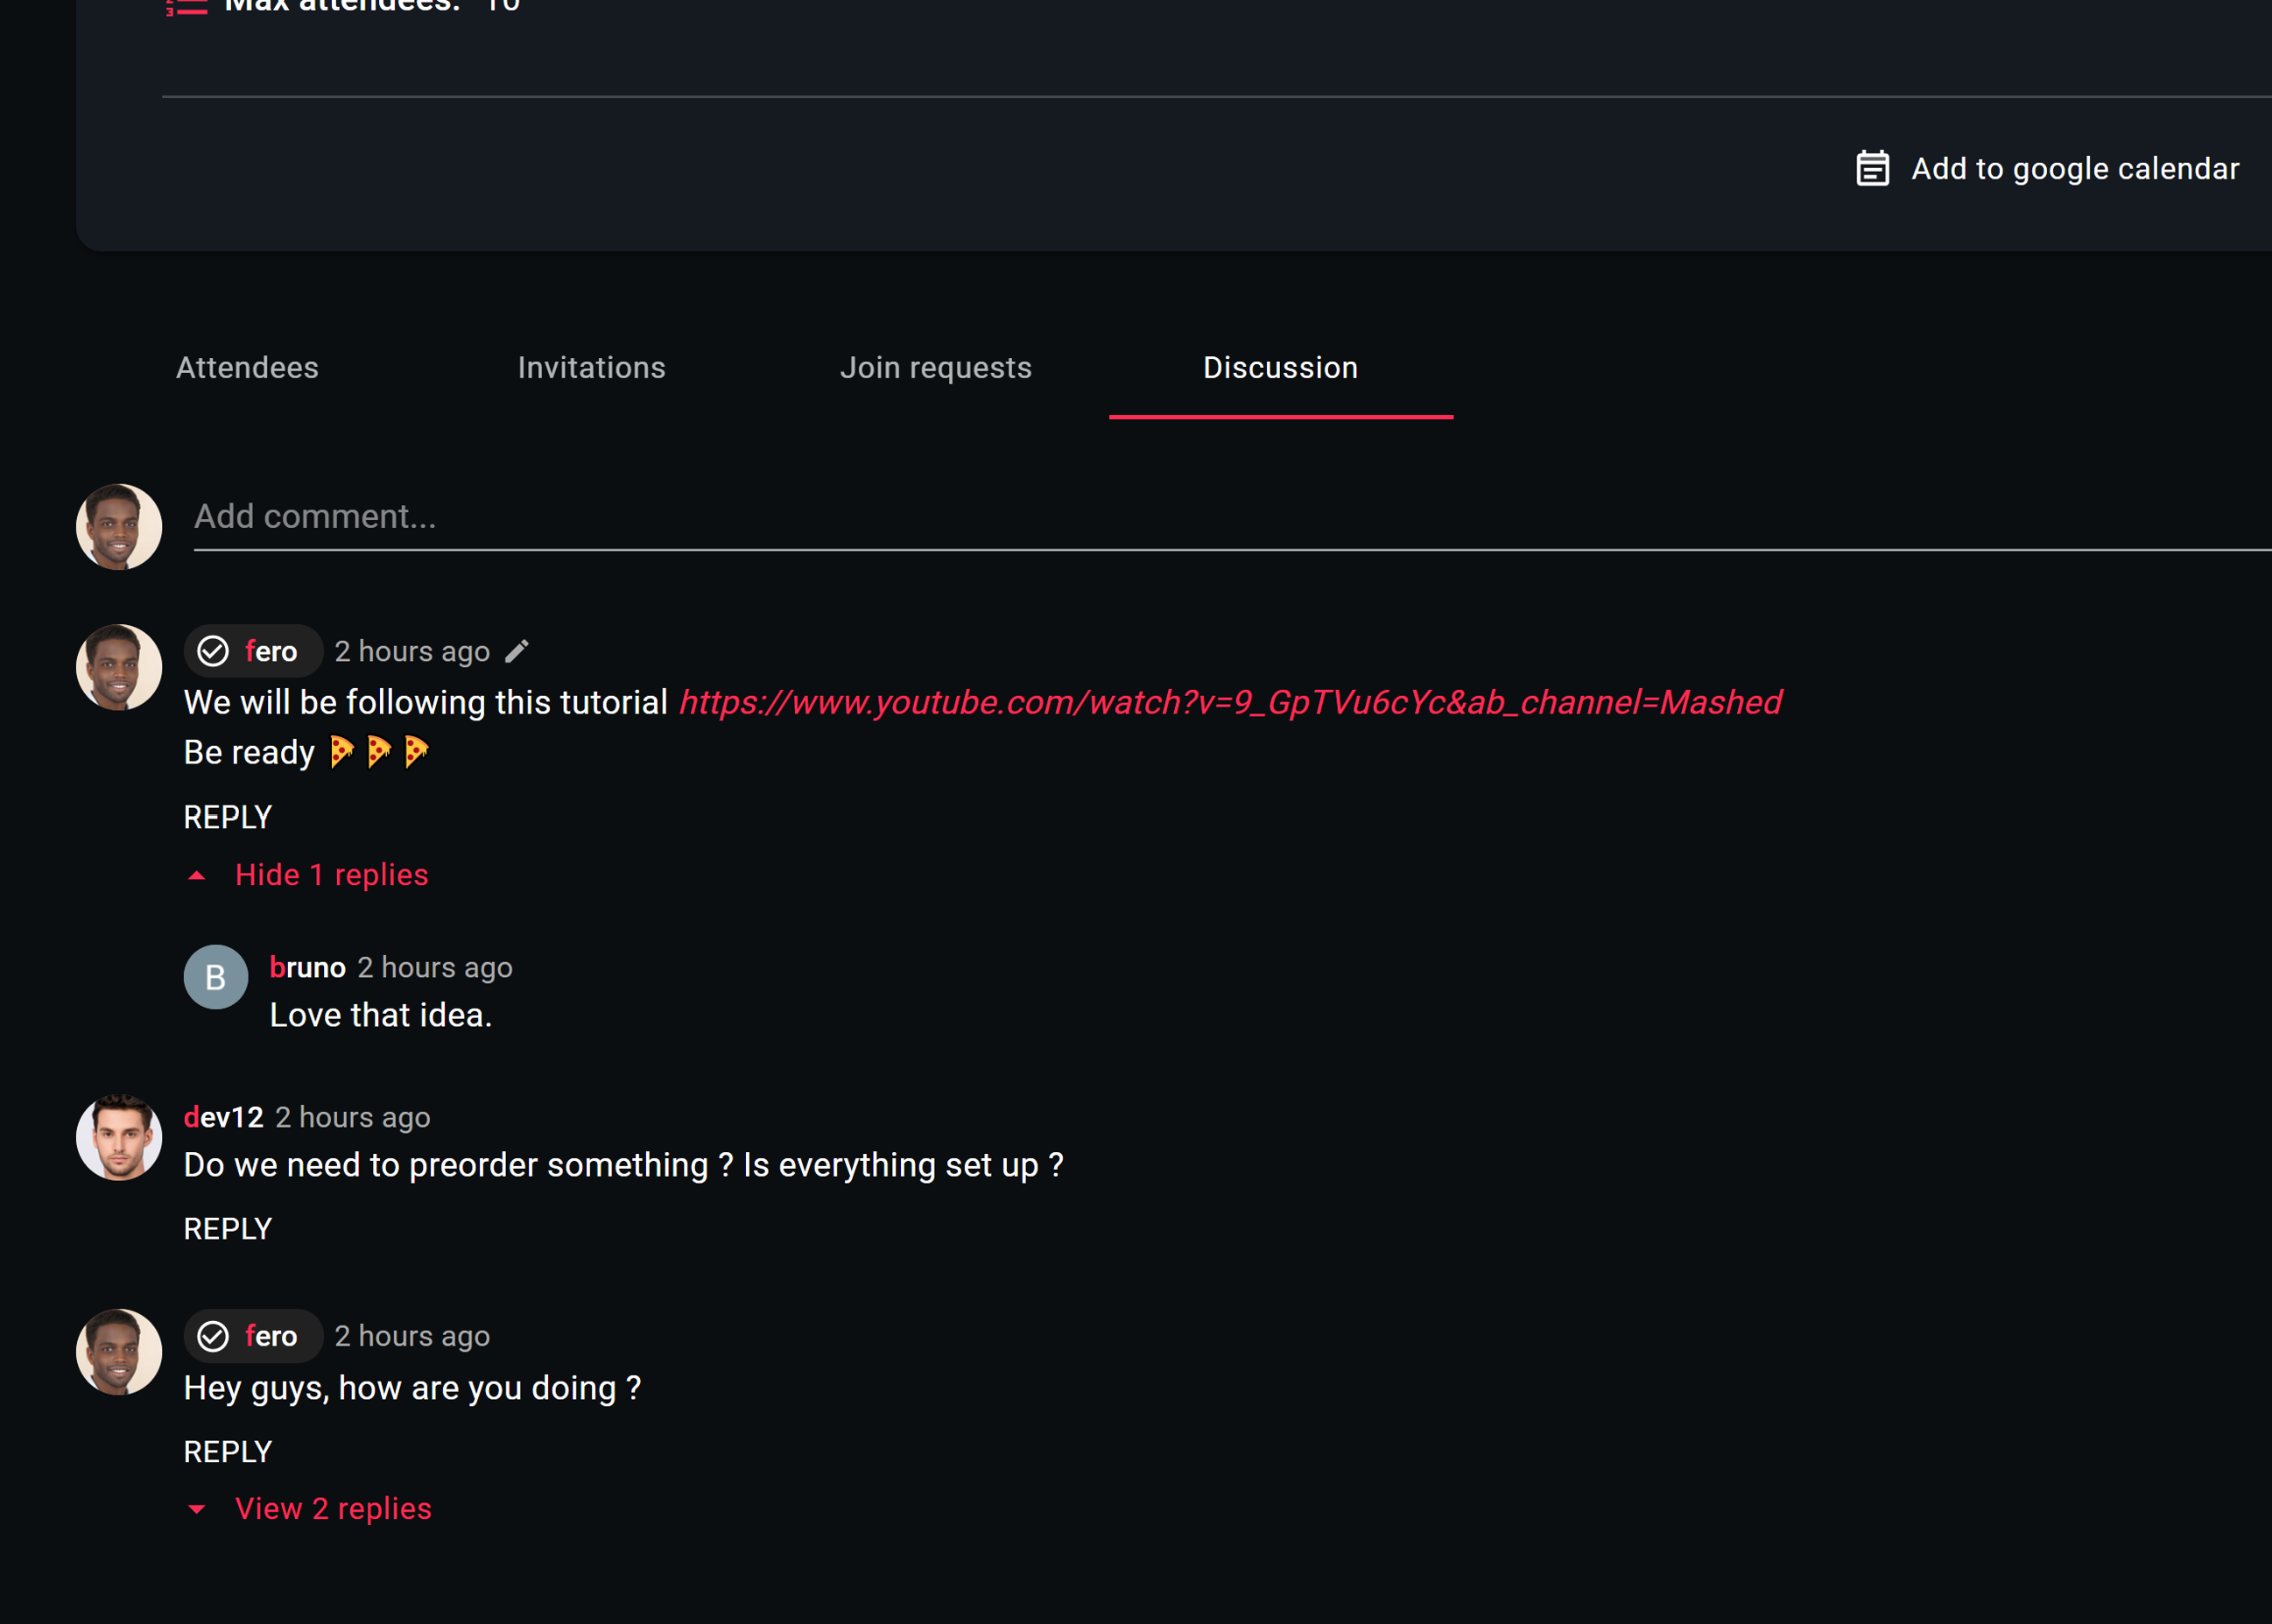 Max attendees: 10
Add to google calendar
Attendees Invitations Join requests Discussion
Add comment...
fero 2 hours ago
We will be following this tutorial https://www.youtube.com/watch?v=9_GpTVu6cYc&ab_channel=Mashed
Be ready 🍕🍕🍕
REPLY
Hide 1 replies
B
bruno 2 hours ago
Love that idea.
dev12 2 hours ago
Do we need to preorder something ? Is everything set up ?
REPLY
fero 2 hours ago
Hey guys, how are you doing ?
REPLY
View 2 replies